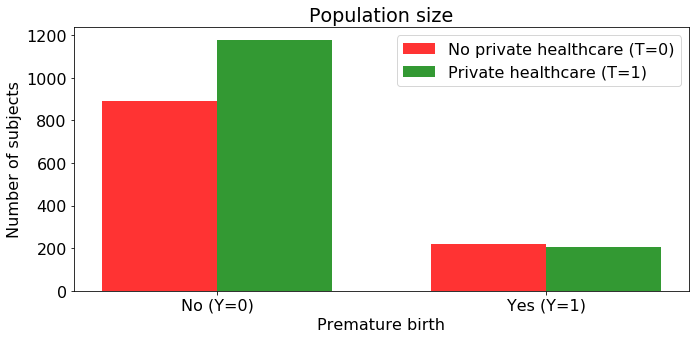 Population size
No private healthcare (T=0)
Private healthcare (T=1)
Number of subjects
1200
1000
800
600
400
200
0
No (Y=0)
Yes (Y=1)
Premature birth